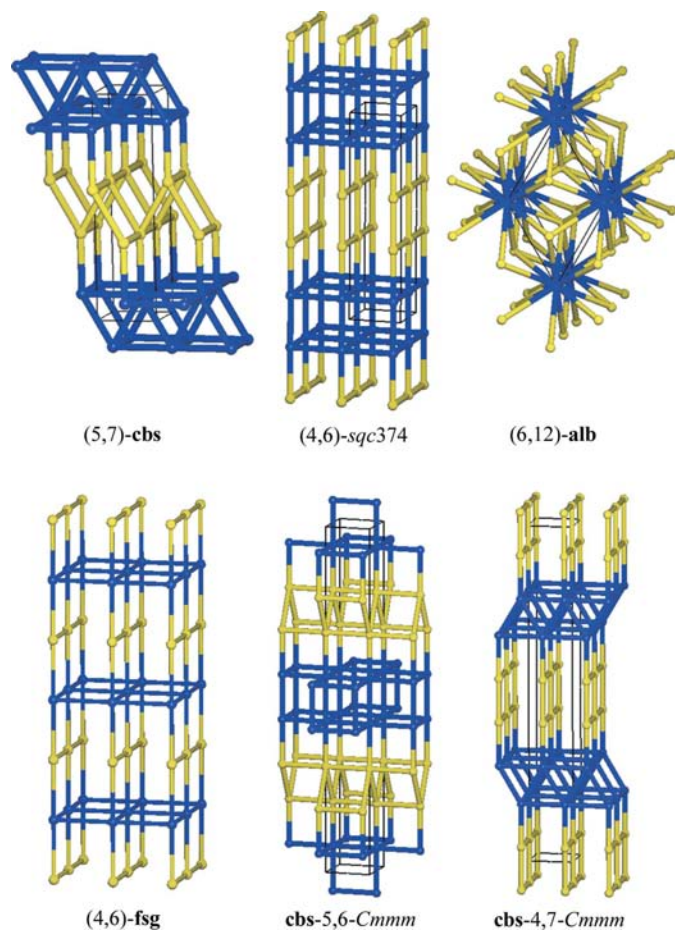 (5,7)-cbs
(4,6)-sqc374
(6,12)-alb
(4,6)-fsg
cbs-5,6-Cmmm
cbs-4,7-Cmmm